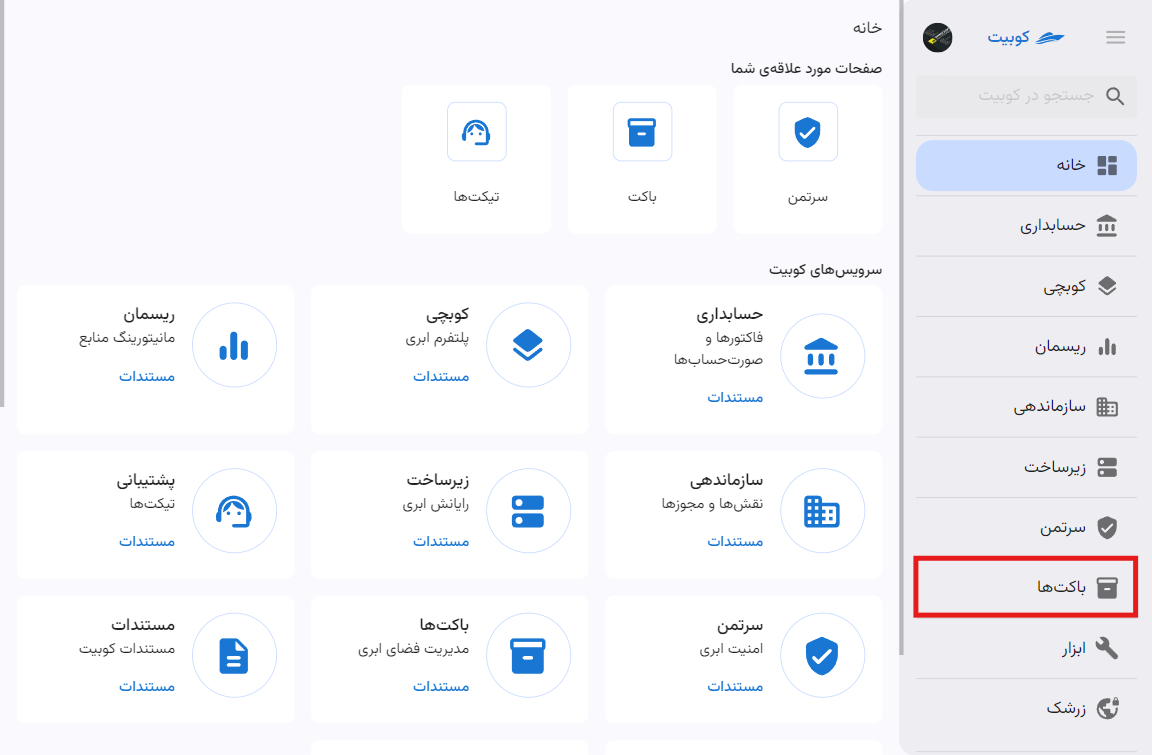 کوبیت
جستجو در کوبیت
خانه
حسابداری
کوبچی
ریسمان
سازماندهی
زیرساخت
سرتمن
باکت‌ها
ابزار
زرشک
خانه
صفحات مورد علاقه‌ی شما
سرتمن
باکت
تیکت‌ها
سرویس‌های کوبیت
حسابداری
فاکتورها و
صورت‌حساب‌ها
مستندات
کوبچی
پلتفرم ابری
مستندات
ریسمان
مانیتورینگ منابع
مستندات
سازماندهی
نقش‌ها و مجوزها
مستندات
زیرساخت
رایانش ابری
مستندات
پشتیبانی
تیکت‌ها
مستندات
سرتمن
امنیت ابری
مستندات
باکت‌ها
مدیریت فضای ابری
مستندات
مستندات
مستندات کوبیت
مستندات